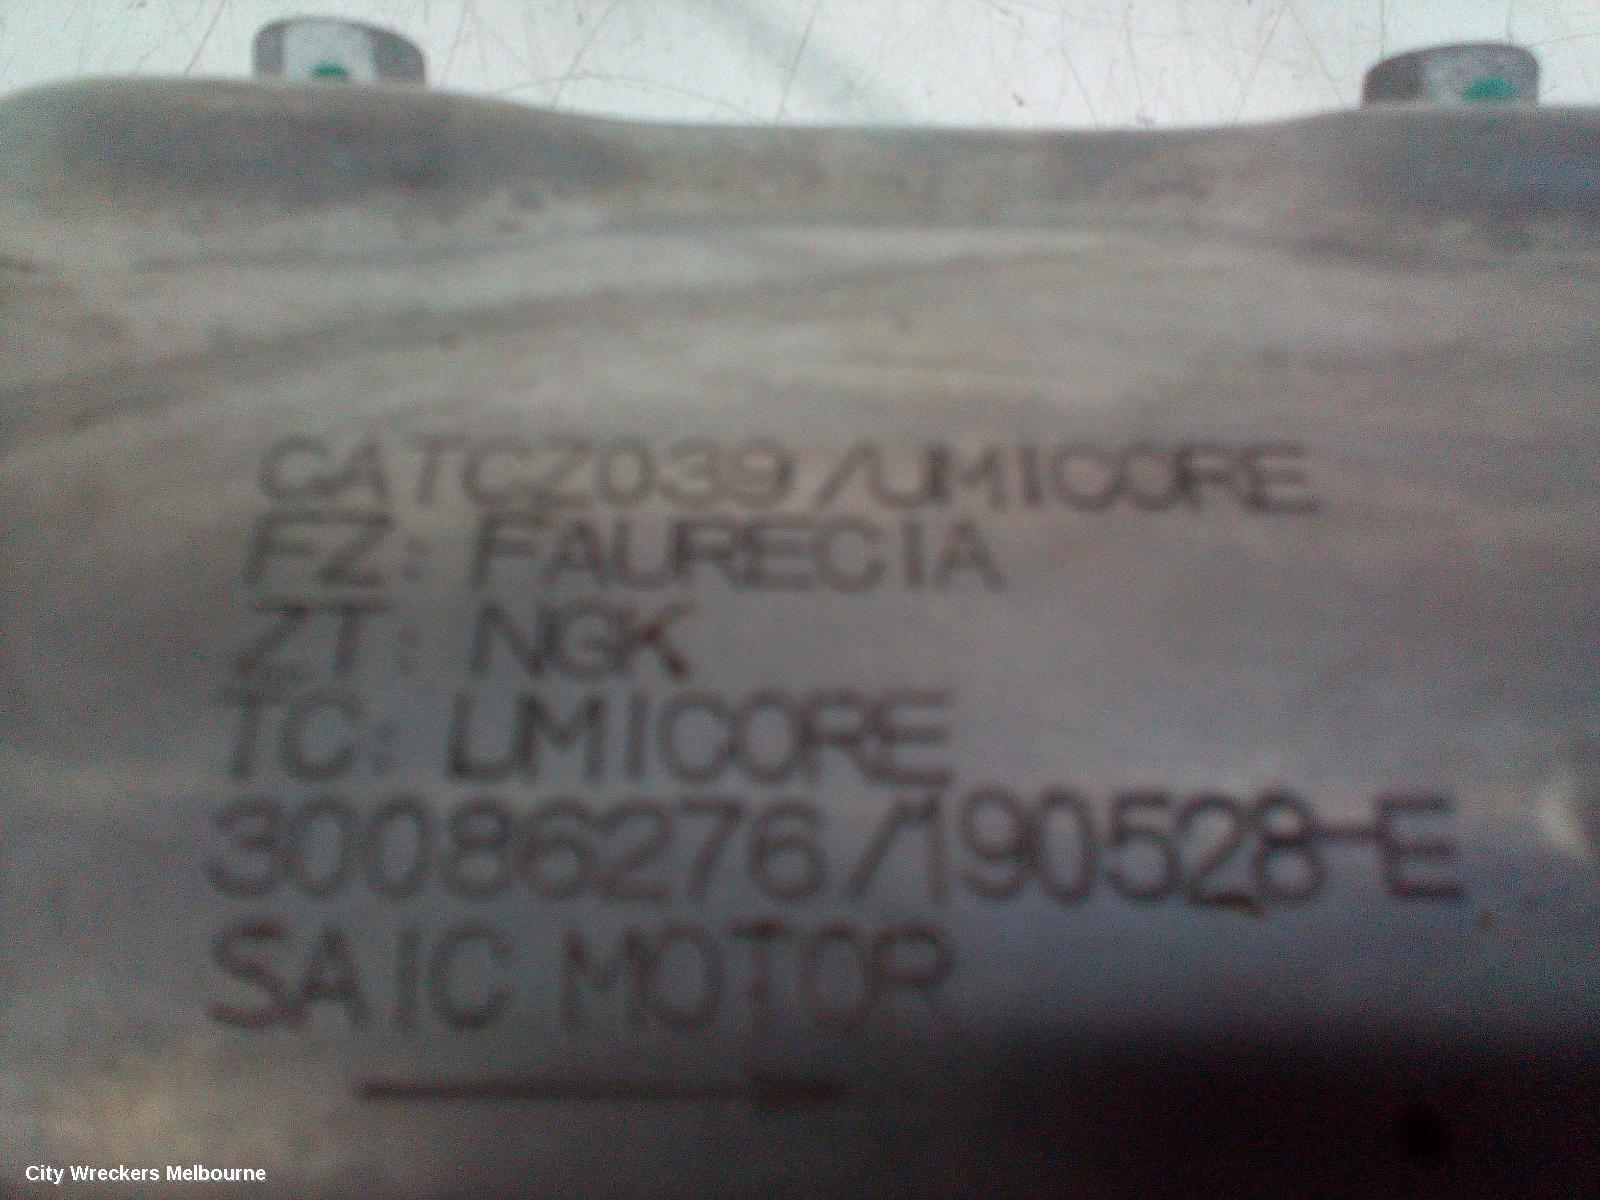 CATCZ039/UMICORE
FZ: FAURECIA
ZT: NGK
TC: UMICORE
30086276/190528-E
SAIC MOTOR
City Wreckers Melbourne